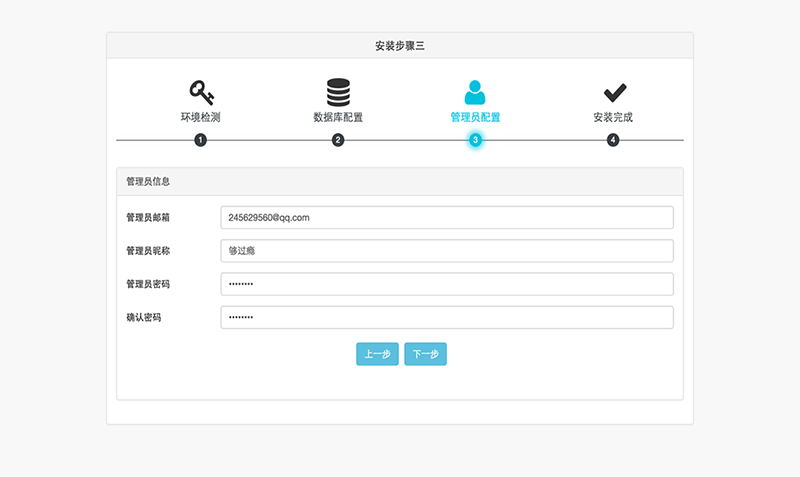 安装步骤三
环境检测 数据库配置 管理员配置 安装完成
1 2 3 4
管理员信息
管理员邮箱 245629560@qq.com
管理员昵称 够过瘾
管理员密码 ••••••••
确认密码 ••••••••
上一步 下一步